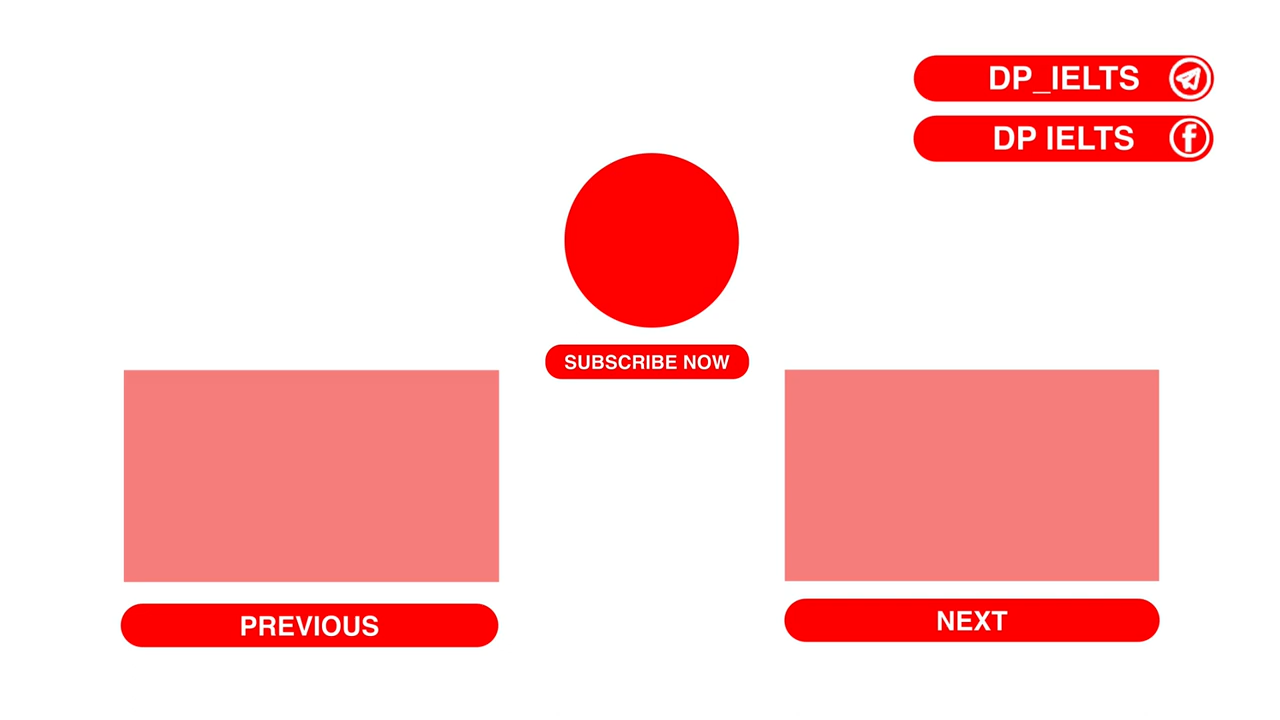 DP_IELTS
DP IELTS
SUBSCRIBE NOW
PREVIOUS
NEXT